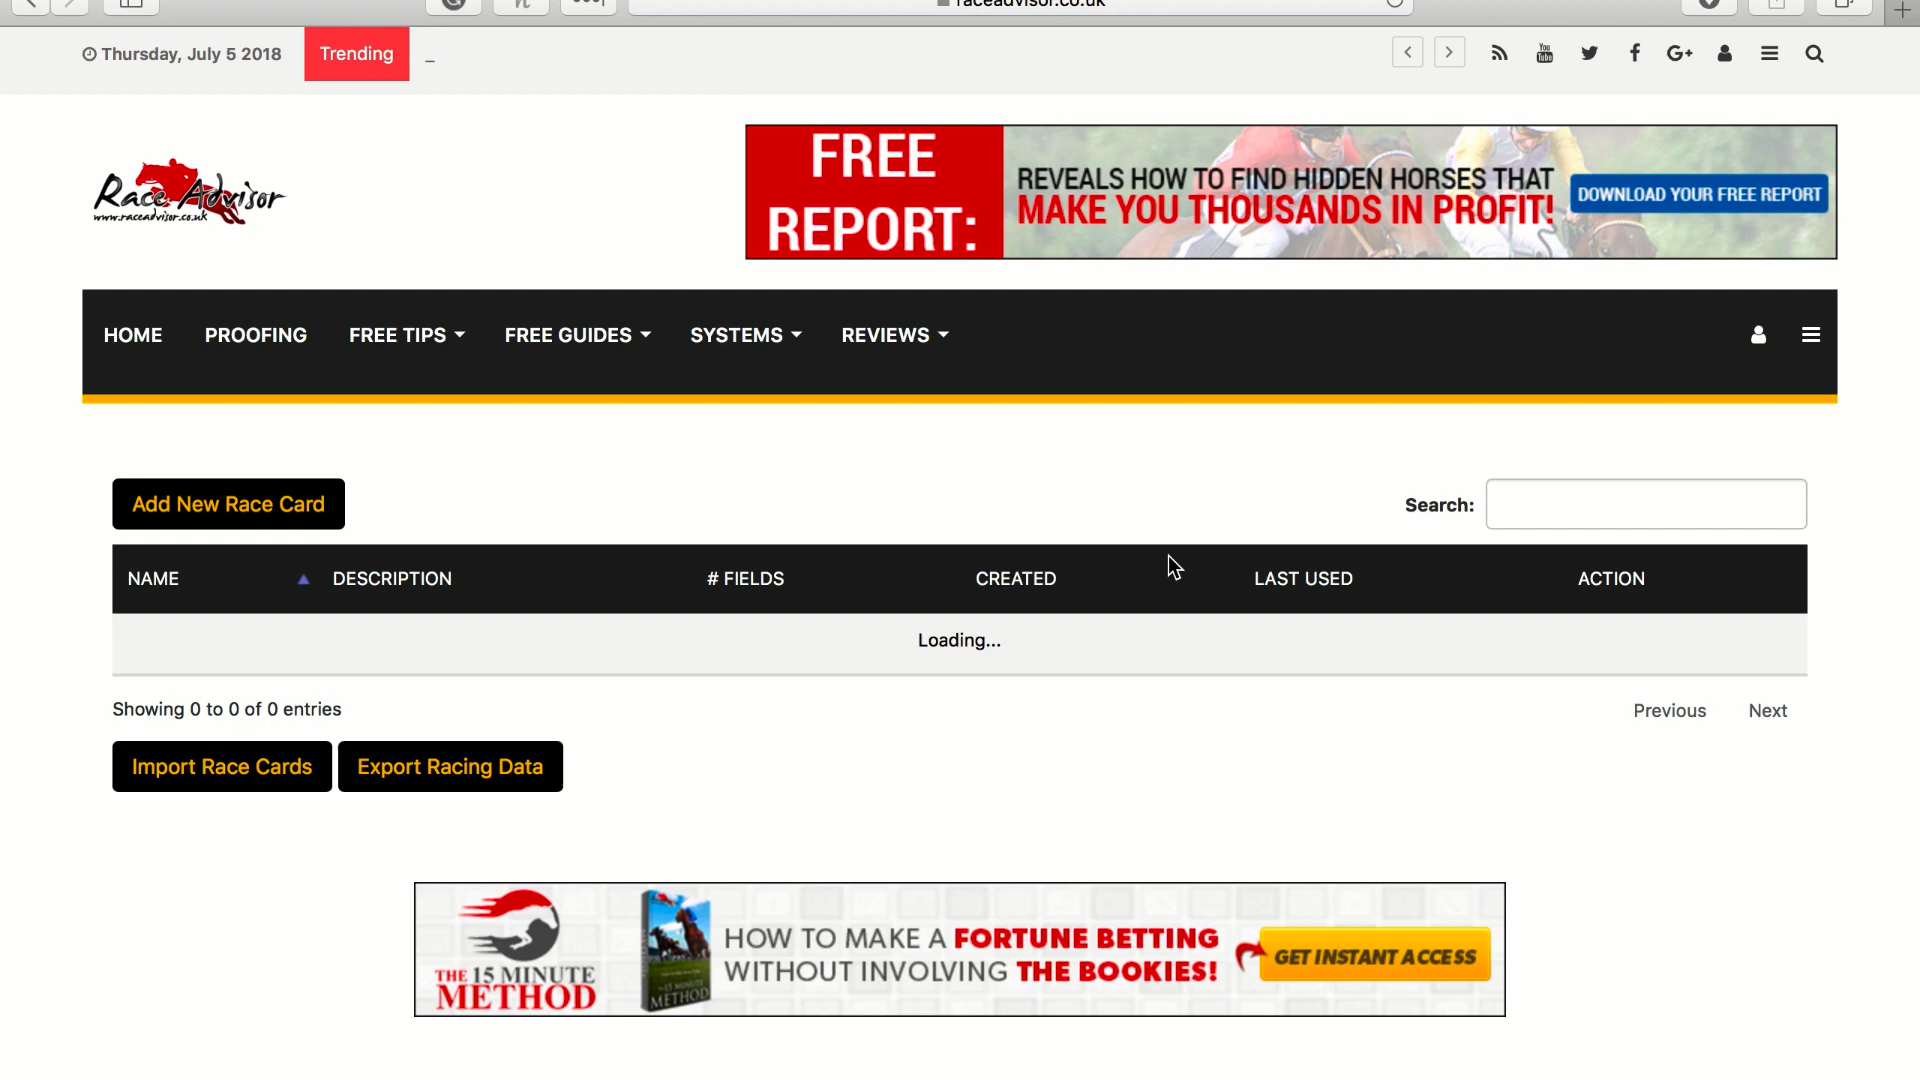 raceadvisor.co.uk
Thursday, July 5 2018
Trending
_
You
Tube
G+
Race Advisor
www.raceadvisor.co.uk
FREE
REPORT:
REVEALS HOW TO FIND HIDDEN HORSES THAT
MAKE YOU THOUSANDS IN PROFIT!
DOWNLOAD YOUR FREE REPORT
HOME PROOFING FREE TIPS FREE GUIDES SYSTEMS REVIEWS
Add New Race Card
Search:
NAME DESCRIPTION # FIELDS CREATED LAST USED ACTION
Loading...
Showing 0 to 0 of 0 entries
Previous Next
Import Race Cards Export Racing Data
THE 15 MINUTE
METHOD
METHOD
HOW TO MAKE A FORTUNE BETTING
WITHOUT INVOLVING THE BOOKIES!
GET INSTANT ACCESS